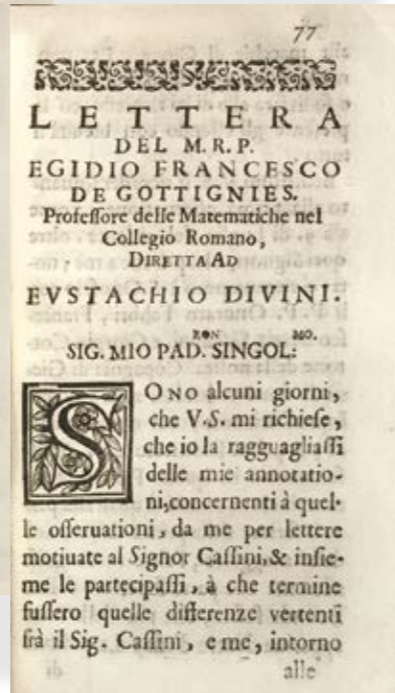 77
LETTERA
DEL M.R.P.
EGIDIO FRANCESCO
DE GOTTIGNIES.
Professore delle Matematiche nel
Collegio Romano,
DIRETTA AD
EVSTACHIO DIVINI.
SIG. MIO PAD.RON SINGOL:MO.
SONO alcuni giorni,
che V.S. mi richiese,
che io la ragguagliassi
delle mie annotatio-
ni,concernenti à quel-
le osseruationi, da me per lettere
motiuate al Signor Cassini,& insie-
me le partecipassi, à che termine
fussero quelle differenze vertenti
frà il Sig. Cassini, e me, intorno
alle